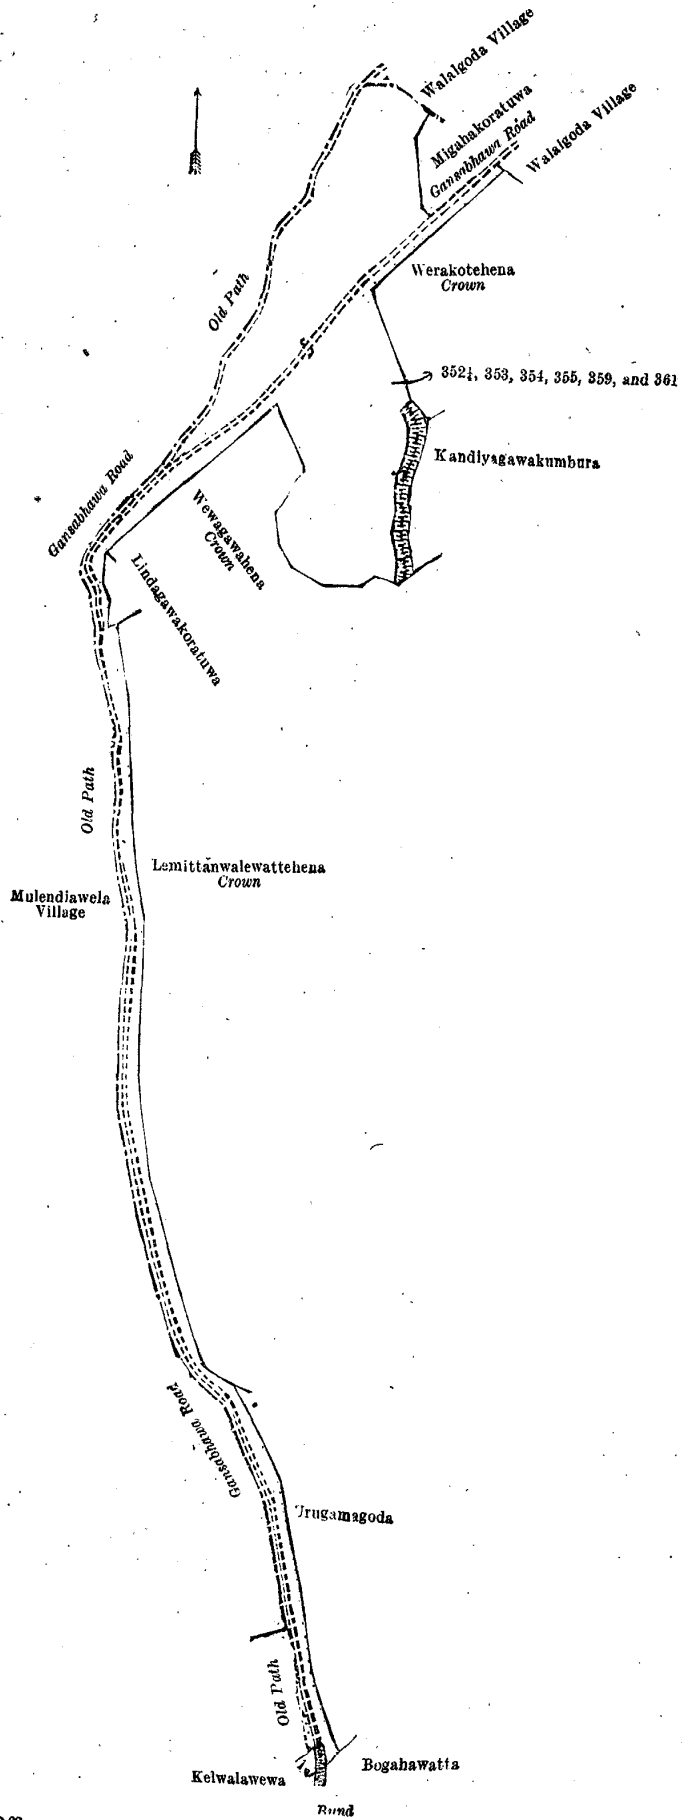 Walalgoda Village
Migahakoratuwa
Gansabhawa Road
Walalgoda Village
Werakotehena
Crown
Old Path
352½, 353, 354, 355, 359, and 361
Kandiyagawakumbura
Gansabhawa Road
Wewagawahena
Crown
Lindagawakoratuwa
Old Path
Lemittanwalewattehena
Crown
Mulendiawela
Village
Gansabhawa Road
Urugamagoda
Old Path
Kelwalawewa
Bogahawatta
Bund